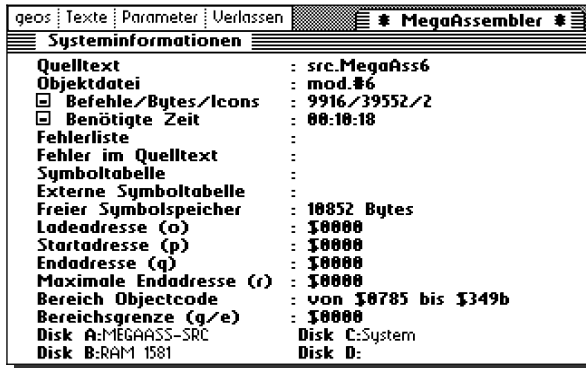 geos Texte Parameter Verlassen * MegaAssembler *
Systeminformationen
Quelltext : src.MegaAss6
Objektdatei : mod.#6
Befehle/Bytes/Icons : 9916/39552/2
Benötigte Zeit : 00:10:18
Fehlerliste :
Fehler im Quelltext :
Symboltabelle :
Externe Symboltabelle :
Freier Symbolspeicher : 10852 Bytes
Ladeadresse (o) : $0000
Startadresse (p) : $0000
Endadresse (q) : $0000
Maximale Endadresse (r) : $0000
Bereich Objectcode : von $0785 bis $349b
Bereichsgrenze (g/e) : $0000
Disk A:MEGAASS-SRC Disk C:System
Disk B:RAM 1581 Disk D: